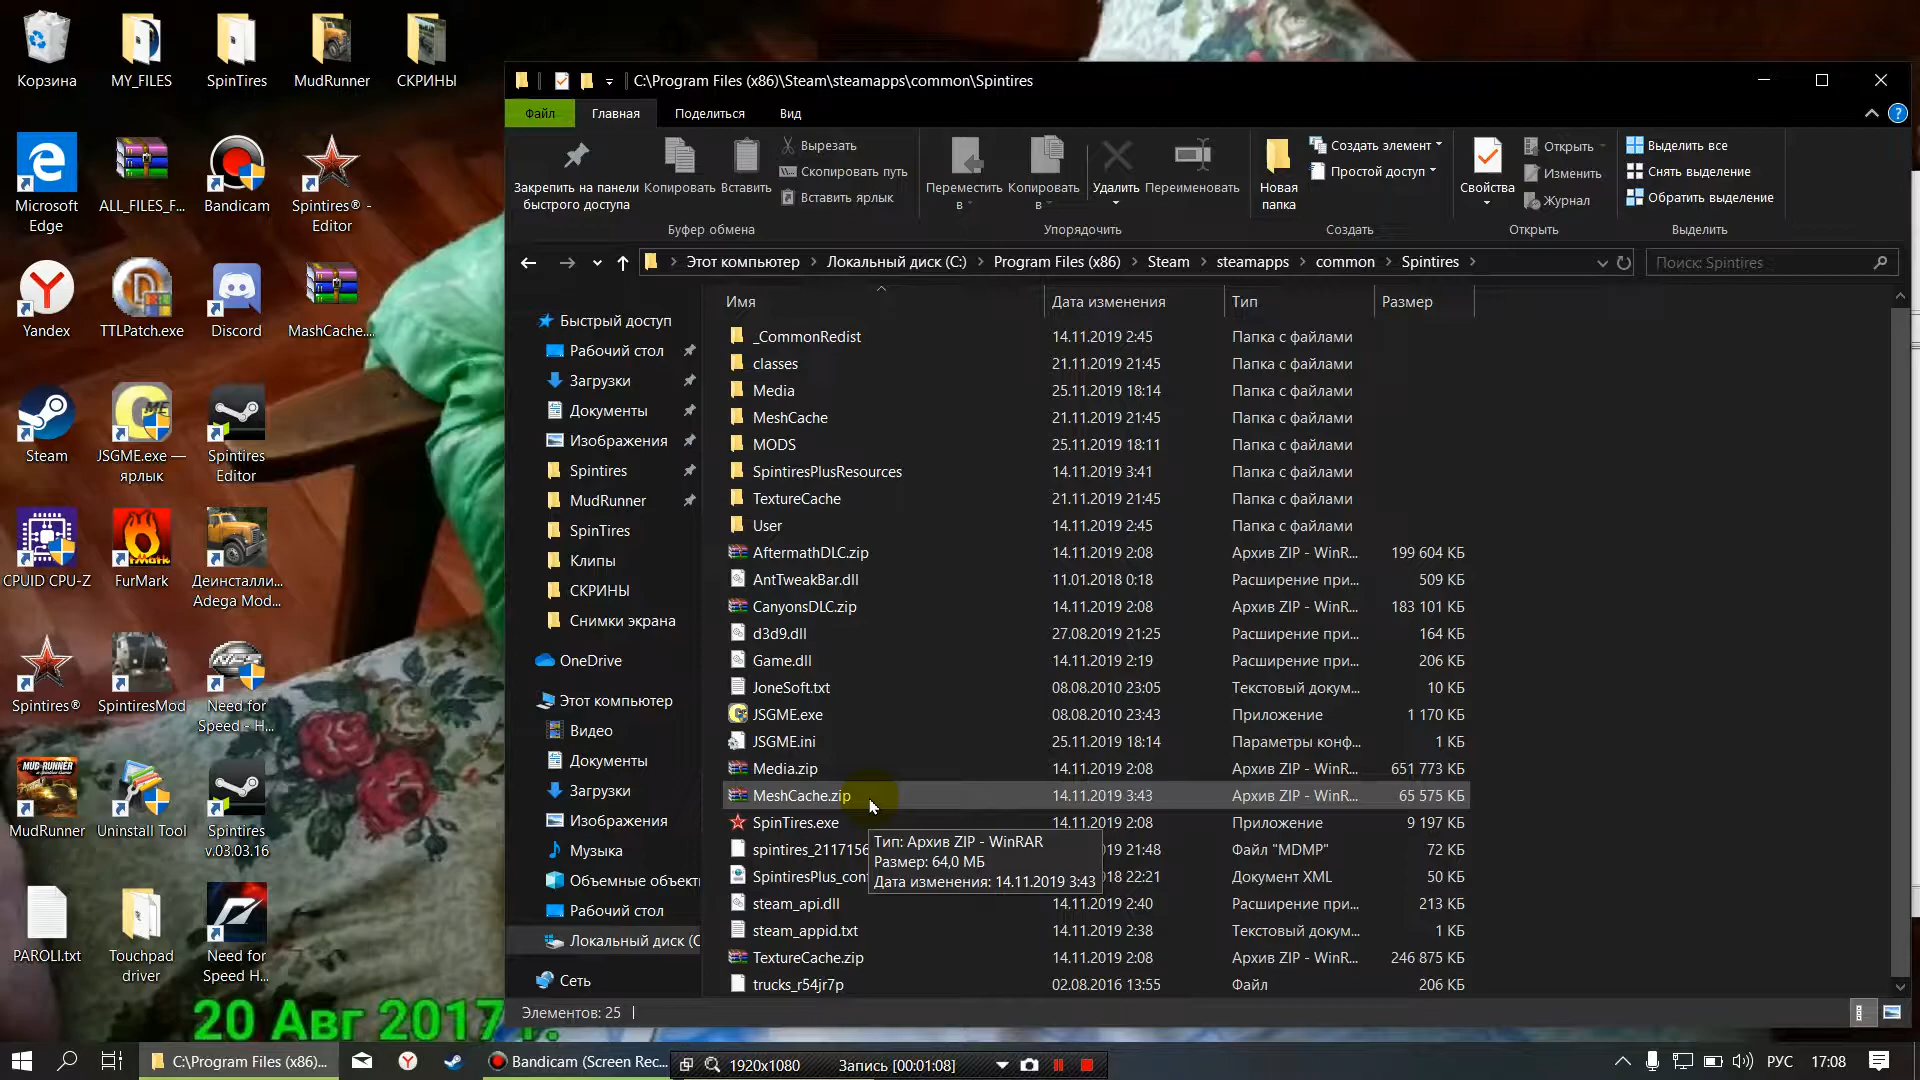 Корзина
MY_FILES
SpinTires
MudRunner
СКРИНЫ
Microsoft
Edge
ALL_FILES_F...
Bandicam
Spintires® -
Editor
Yandex
TTLPatch.exe
Discord
MashCache....
Steam
JSGME.exe —
ярлык
Spintires
Editor
CPUID CPU-Z
FurMark
Деинсталли...
Adega Mod...
Spintires®
SpintiresMod
Need for
Speed - H...
MudRunner
Uninstall Tool
Spintires
v.03.03.16
PAROLI.txt
Touchpad
driver
Need for
Speed H...
20 Авг 2017 г.
C:\Program Files (x86)\Steam\steamapps\common\Spintires
Файл
Главная
Поделиться
Вид
Закрепить на панели
быстрого доступа
Копировать
Вставить
Вырезать
Скопировать путь
Вставить ярлык
Буфер обмена
Переместить
в
Копировать
в
Удалить
Переименовать
Упорядочить
Новая
папка
Создать элемент
Простой доступ
Создать
Свойства
Открыть
Изменить
Журнал
Открыть
Выделить все
Снять выделение
Обратить выделение
Выделить
Этот компьютер > Локальный диск (C:) > Program Files (x86) > Steam > steamapps > common > Spintires >
Поиск: Spintires
Быстрый доступ
Рабочий стол
Загрузки
Документы
Изображения
Spintires
MudRunner
SpinTires
Клипы
СКРИНЫ
Снимки экрана
OneDrive
Этот компьютер
Видео
Документы
Загрузки
Изображения
Музыка
Объемные объект
Рабочий стол
Локальный диск (C
Сеть
Имя Дата изменения Тип Размер
_CommonRedist 14.11.2019 2:45 Папка с файлами
classes 21.11.2019 21:45 Папка с файлами
Media 25.11.2019 18:14 Папка с файлами
MeshCache 21.11.2019 21:45 Папка с файлами
MODS 25.11.2019 18:11 Папка с файлами
SpintiresPlusResources 14.11.2019 3:41 Папка с файлами
TextureCache 21.11.2019 21:45 Папка с файлами
User 14.11.2019 2:45 Папка с файлами
AftermathDLC.zip 14.11.2019 2:08 Архив ZIP - WinR... 199 604 КБ
AntTweakBar.dll 11.01.2018 0:18 Расширение при... 509 КБ
CanyonsDLC.zip 14.11.2019 2:08 Архив ZIP - WinR... 183 101 КБ
d3d9.dll 27.08.2019 21:25 Расширение при... 164 КБ
Game.dll 14.11.2019 2:19 Расширение при... 206 КБ
JoneSoft.txt 08.08.2010 23:05 Текстовый докум... 10 КБ
JSGME.exe 08.08.2010 23:43 Приложение 1 170 КБ
JSGME.ini 25.11.2019 18:14 Параметры конф... 1 КБ
Media.zip 14.11.2019 2:08 Архив ZIP - WinR... 651 773 КБ
MeshCache.zip 14.11.2019 3:43 Архив ZIP - WinR... 65 575 КБ
SpinTires.exe 14.11.2019 2:08 Приложение 9 197 КБ
spintires_2117156 2019 21:48 Файл "MDMP" 72 КБ
SpintiresPlus_con 018 22:21 Документ XML 50 КБ
steam_api.dll 14.11.2019 2:40 Расширение при... 213 КБ
steam_appid.txt 14.11.2019 2:38 Текстовый докум... 1 КБ
TextureCache.zip 14.11.2019 2:08 Архив ZIP - WinR... 246 875 КБ
trucks_r54jr7p 02.08.2016 13:55 Файл 206 КБ
Тип: Архив ZIP - WinRAR
Размер: 64,0 МБ
Дата изменения: 14.11.2019 3:43
Элементов: 25
C:\Program Files (x86)...
Bandicam (Screen Rec...
1920x1080
Запись [00:01:08]
РУС
17:08